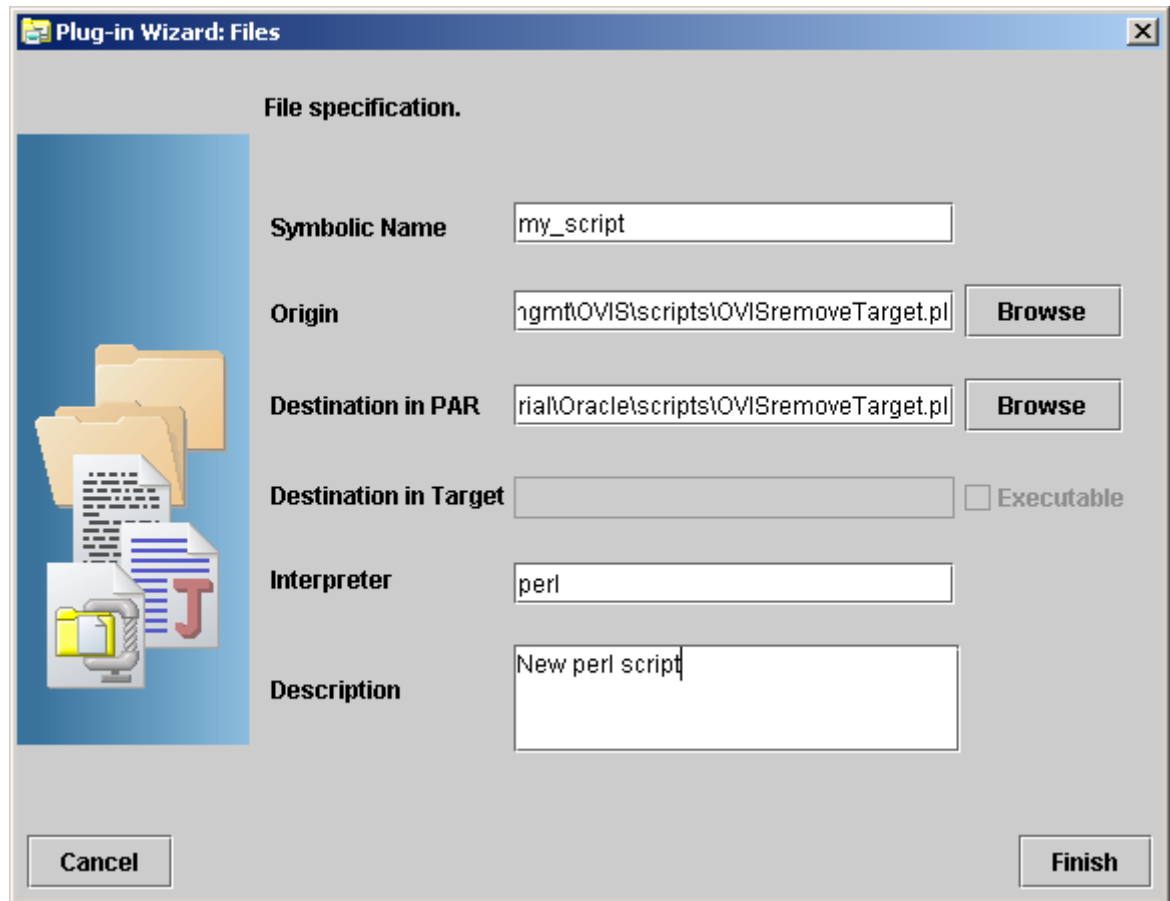 Plug-in Wizard: Files
File specification.
Symbolic Name my_script
Origin ngmt\OVIS\scripts\OVISremoveTarget.pl Browse
Destination in PAR rial\Oracle\scripts\OVISremoveTarget.pl Browse
Destination in Target Executable
Interpreter perl
Description New perl script
Cancel Finish